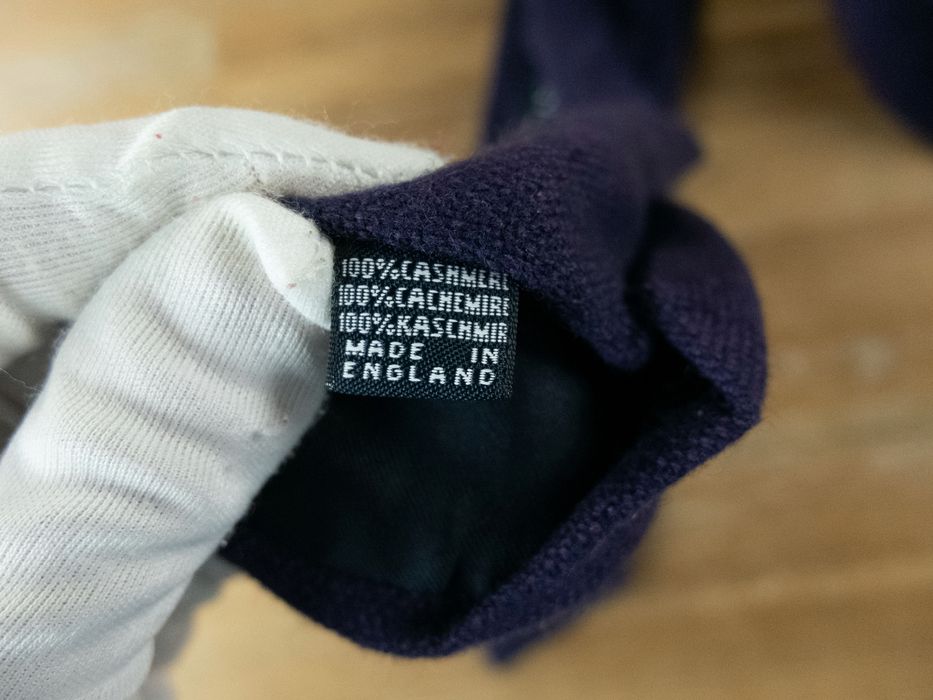 100%CASHMERE
100%CACHEMIRE
100%KASCHMIR
MADE IN
ENGLAND